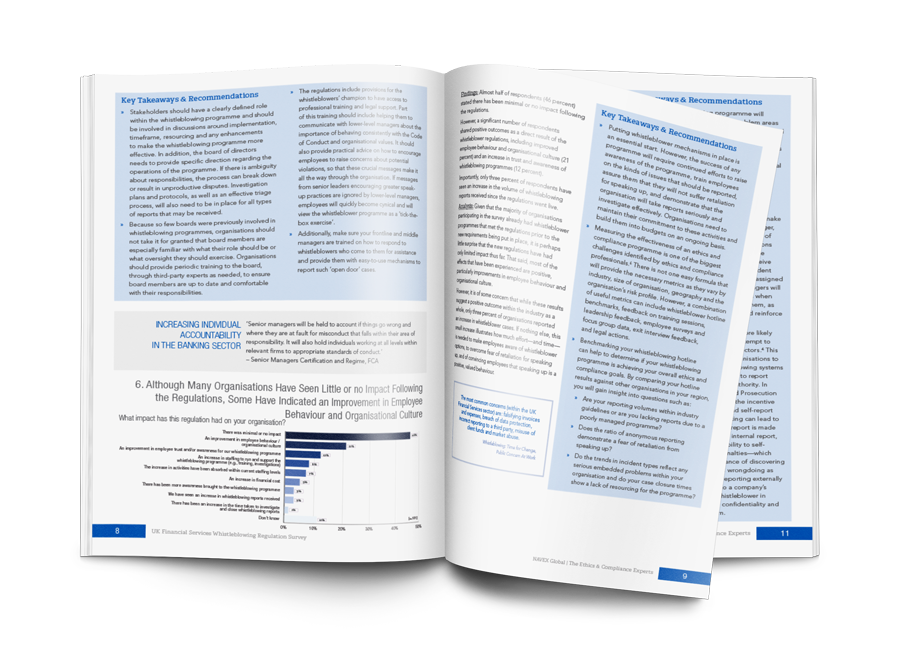 Key Takeaways & Recommendations
Stakeholders should have a clearly defined role
within the whistleblowing programme and should
be involved in discussions around implementation,
timeframe, resourcing and any enhancements
to make the whistleblowing programme more
effective. In addition, the board of directors
needs to provide specific direction regarding the
operations of the programme. If there is ambiguity
about responsibilities, the process can break down
or result in unproductive disputes. Investigation
plans and protocols, as well as an effective triage
process, will also need to be in place for all types
of reports that may be received.
Because so few boards were previously involved in
whistleblowing programmes, organisations should
not take it for granted that board members are
especially familiar with what their role should be or
what oversight they should exercise. Organisations
should provide periodic training to the board,
through third-party experts as needed, to ensure
board members are up to date and comfortable
with their responsibilities.
The regulations include provisions for the
whistleblowers' champion to have access to
professional training and legal support. Part
of this training should include helping them to
communicate with lower level managers about the
importance of behaving consistently with the Code
of Conduct and organisational values. It should
also provide practical advice on how to encourage
employees to raise concerns about potential
violations, so that these crucial messages make it
all the way through the organisation. If messages
from senior leaders encouraging greater speak-
up practices are ignored by lower level managers,
employees will quickly become cynical and will
view the whistleblower programme as a 'tick-the-
box exercise'.
Additionally, make sure your frontline and middle
managers are trained on how to respond to
whistleblowers who come to them for assistance
and provide them with easy-to-use mechanisms to
report such 'open door' cases.
INCREASING INDIVIDUAL
ACCOUNTABILITY
IN THE BANKING SECTOR
'Senior managers will be held to account if things go wrong and
where they are at fault for misconduct that falls within their area of
responsibility. It will also hold individuals working at all levels within
relevant firms to appropriate standards of conduct.'
– Senior Managers Certification and Regime, FCA
6. Although Many Organisations Have Seen Little or no Impact Following
the Regulations, Some Have Indicated an Improvement in Employee
Behaviour and Organisational Culture
What impact has this regulation had on your organisation?
There was minimal or no impact
An improvement in employee behaviour /
organisational culture
An improvement in employee trust and/or awareness for our whistleblowing programme
An increase in staffing to run and support the
whistleblowing programme (e.g., training, investigations)
The increase in activities have been absorbed within current staffing levels
An increase in financial cost
There has been more awareness brought to the whistleblowing programme
We have seen an increase in whistleblowing reports received
There has been an increase in the time taken to investigate
and close whistleblowing reports
Don't know
0% 10% 20% 30% 40% 50%
8 UK Financial Services Whistleblowing Regulation Survey
Findings: Almost half of respondents (46 percent)
stated there has been minimal or no impact following
the regulations.
However, a significant number of respondents
shared positive outcomes as a direct result of the
whistleblower regulations, including improved
employee behaviour and organisational culture (21
percent) and an increase in trust and awareness of
whistleblowing programmes (12 percent).
Importantly, only three percent of respondents have
seen an increase in the volume of whistleblowing
reports received since the regulations went live.
Analysis: Given that the majority of organisations
participating in the survey already had whistleblower
programmes that met the regulations prior to the
new requirements being put in place, it is perhaps
little surprise that the new regulations have had
only limited impact thus far. That said, most of the
effects that have been experienced are positive,
particularly improvements in employee behaviour and
organisational culture.
However, it is of some concern that while these results
suggest a positive outcome within the industry as a
whole, only three percent of organisations reported
an increase in whistleblower cases. If nothing else, this
well illustrates how much effort—and time—
is needed to make employees aware of whistleblower
options, to overcome fear of retaliation for speaking
up, and of convincing employees that speaking up is a
positive, valued behaviour.
The most common concerns within the UK
Financial Services sector are: falsifying invoices
and expenses, breach of data protection,
account reporting to a third party, misuse of
client funds and market abuse.
Whistleblowing: Time for Change,
Public Concern At Work
Key Takeaways & Recommendations
Putting whistleblower mechanisms in place is
an essential start. However, the success of any
programme will require continued efforts to raise
awareness of the programme, train employees
on the kinds of issues that should be reported,
assure them that they will not suffer retaliation
for speaking up, and demonstrate that the
organisation will take reports seriously and
investigate effectively. Organisations need to
maintain their commitment to these activities and
build them into budgets on an ongoing basis.
Measuring the effectiveness of an ethics and
compliance programme is one of the biggest
challenges identified by ethics and compliance
professionals.³ There is not one easy formula that
will provide the necessary metrics as they vary by
industry, size of organisation, geography and the
organisation's risk profile. However, a combination
of useful metrics can include whistleblower hotline
benchmarks, feedback on training sessions,
leadership feedback, employee surveys and
focus group data, exit interview feedback,
and legal actions.
Benchmarking your whistleblowing hotline
can help to determine if your whistleblowing
programme is achieving your overall ethics and
compliance goals. By comparing your hotline
results against other organisations in your region,
you will gain insight into questions such as:
Are your reporting volumes within industry
guidelines or are you lacking reports due to a
poorly managed programme?
Does the ratio of anonymous reporting
demonstrate a fear of retaliation from
speaking up?
Do the trends in incident types reflect any
serious embedded problems within your
organisation and do your case closure times
show a lack of resourcing for the programme?
NAVEX Global | The Ethics & Compliance Experts 9
aways & Recommendations
programme will
areas
make
of
assigned
will
when
them, as
reinforce
are likely
attempt to
This
to
systems
to report
In
Prosecution
the incentive
self-report
can lead to
report is made
internal report,
to self-
which
of discovering
wrongdoing as
reporting externally
to a company's
whistleblower in
confidentiality and
Experts 11